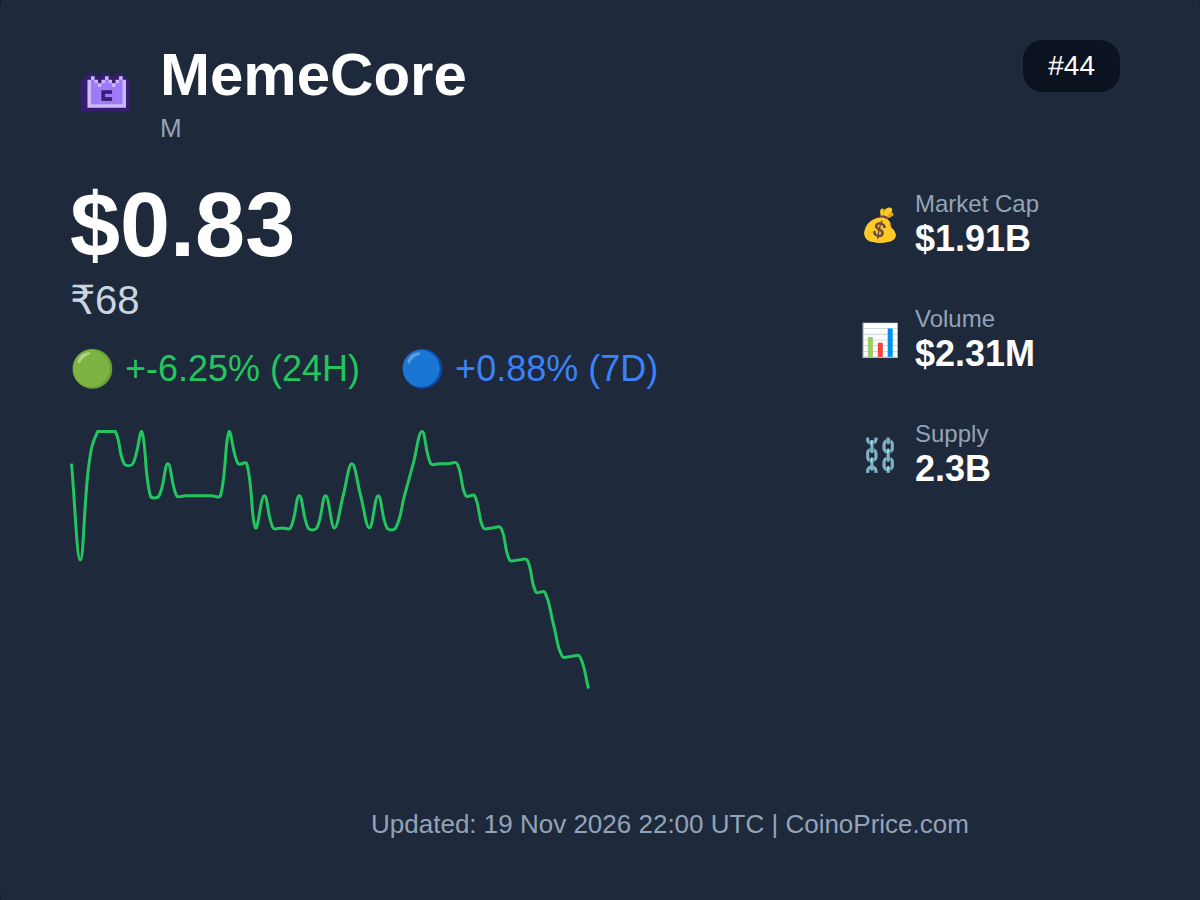 MemeCore
#44
M
$0.83
₹68
+-6.25% (24H) +0.88% (7D)
Market Cap
$1.91B
Volume
$2.31M
Supply
2.3B
Updated: 19 Nov 2026 22:00 UTC | CoinoPrice.com